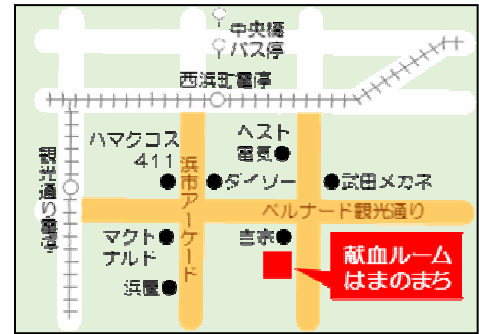 中央橋
バス停
西浜町電停
ハマクロス
411
ベスト
電気
観光通り電停
浜市アーケード
ダイソー
武田メガネ
ベルナード観光通り
マクド
ナルド
吉宗
浜屋
献血ルーム
はまのまち